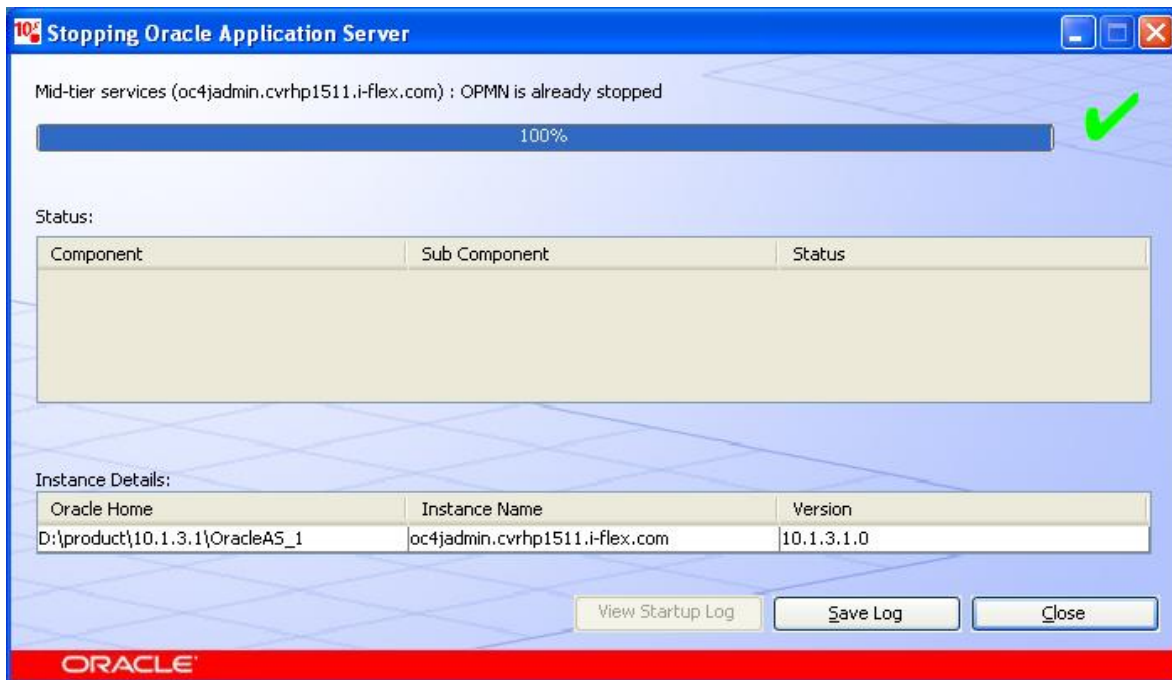 10g Stopping Oracle Application Server
Mid-tier services (oc4jadmin.cvrhp1511.i-flex.com) : OPMN is already stopped
100%
Status:
Component Sub Component Status
Instance Details:
Oracle Home Instance Name Version
D:\product\10.1.3.1\OracleAS_1 oc4jadmin.cvrhp1511.i-flex.com 10.1.3.1.0
View Startup Log Save Log Close
ORACLE